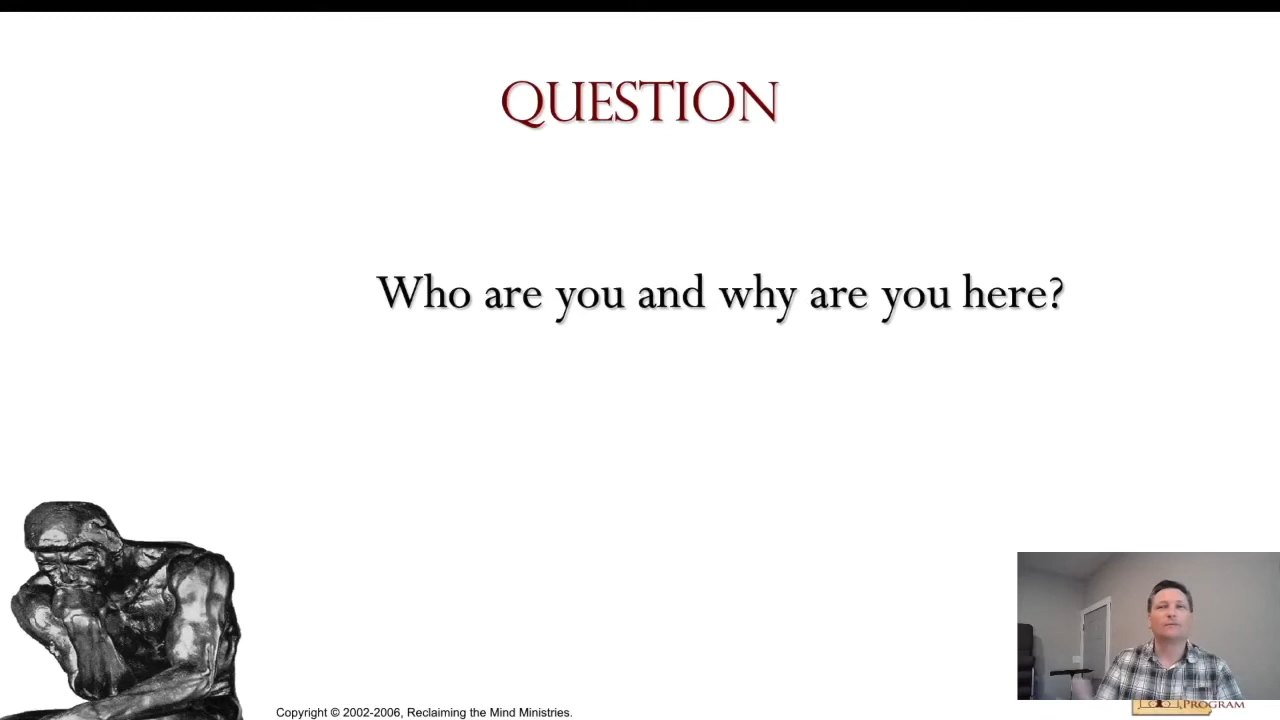 QUESTION
Who are you and why are you here?
Copyright © 2002-2006, Reclaiming the Mind Ministries.
PROGRAM